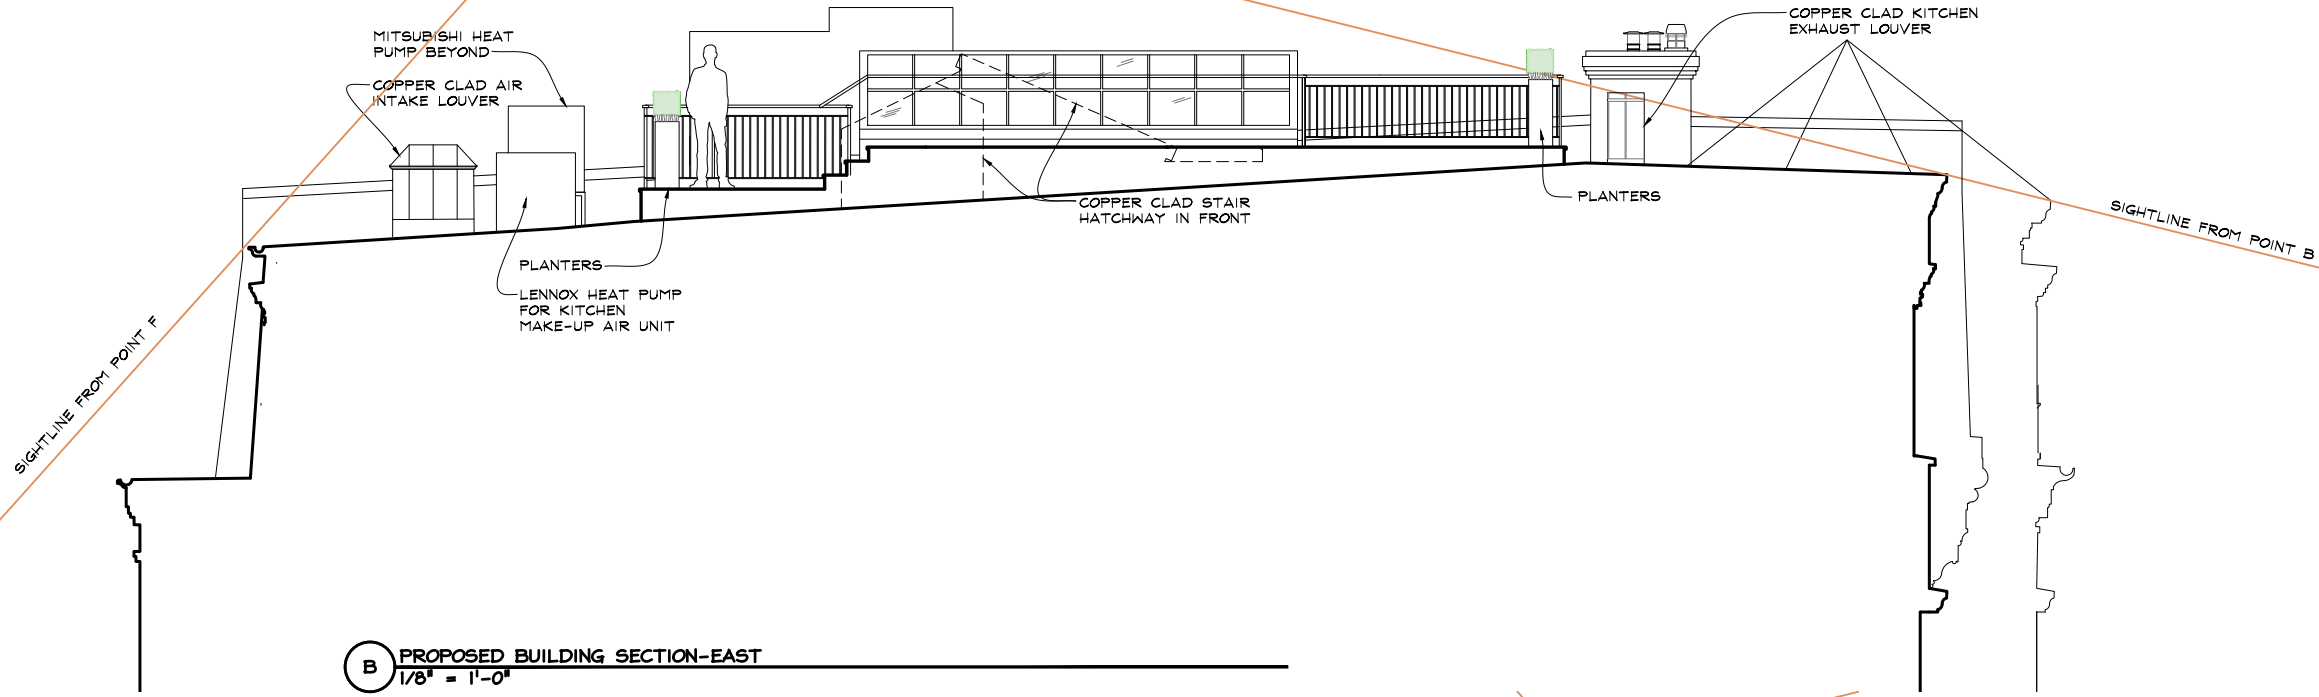 MITSUBISHI HEAT
PUMP BEYOND
COPPER CLAD AIR
INTAKE LOUVER
COPPER CLAD KITCHEN
EXHAUST LOUVER
PLANTERS
COPPER CLAD STAIR
HATCHWAY IN FRONT
SIGHTLINE FROM POINT B
PLANTERS
LENNOX HEAT PUMP
FOR KITCHEN
MAKE-UP AIR UNIT
SIGHTLINE FROM POINT F
B
PROPOSED BUILDING SECTION-EAST
1/8" = 1'-0"